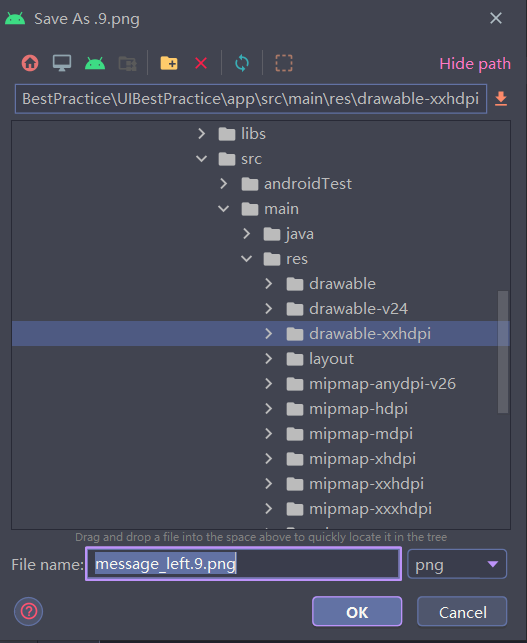 Save As .9.png
Hide path
BestPractice\UIBestPractice\app\src\main\res\drawable-xxhdpi
libs
src
androidTest
main
java
res
drawable
drawable-v24
drawable-xxhdpi
layout
mipmap-anydpi-v26
mipmap-hdpi
mipmap-mdpi
mipmap-xhdpi
mipmap-xxhdpi
mipmap-xxxhdpi
Drag and drop a file into the space above to quickly locate it in the tree
File name: message_left.9.png png
OK Cancel